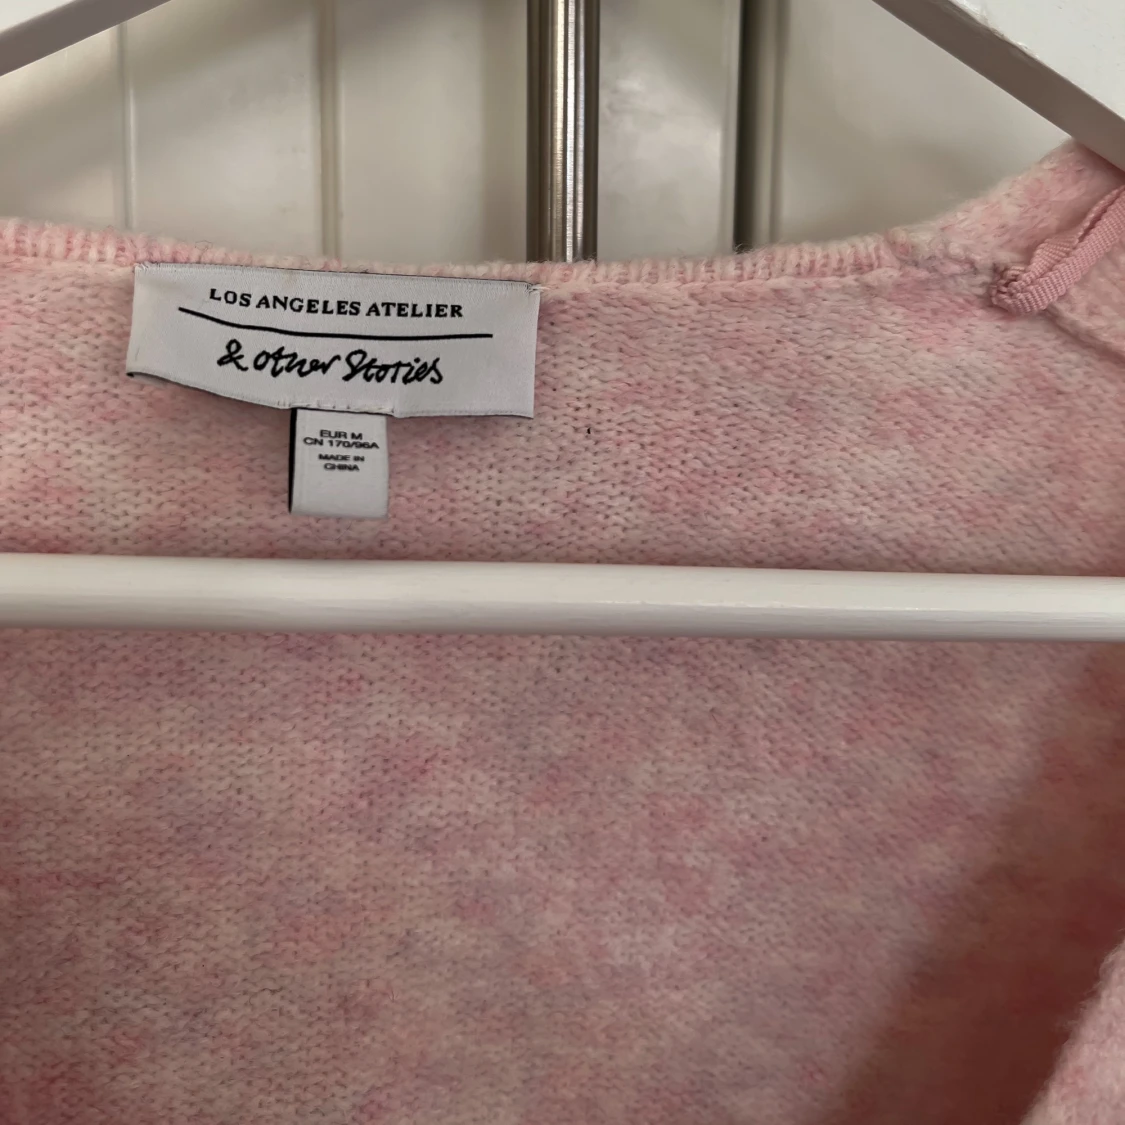 LOS ANGELES ATELIER
& other Stories
EUR M
CN 170/96A
MADE IN
CHINA